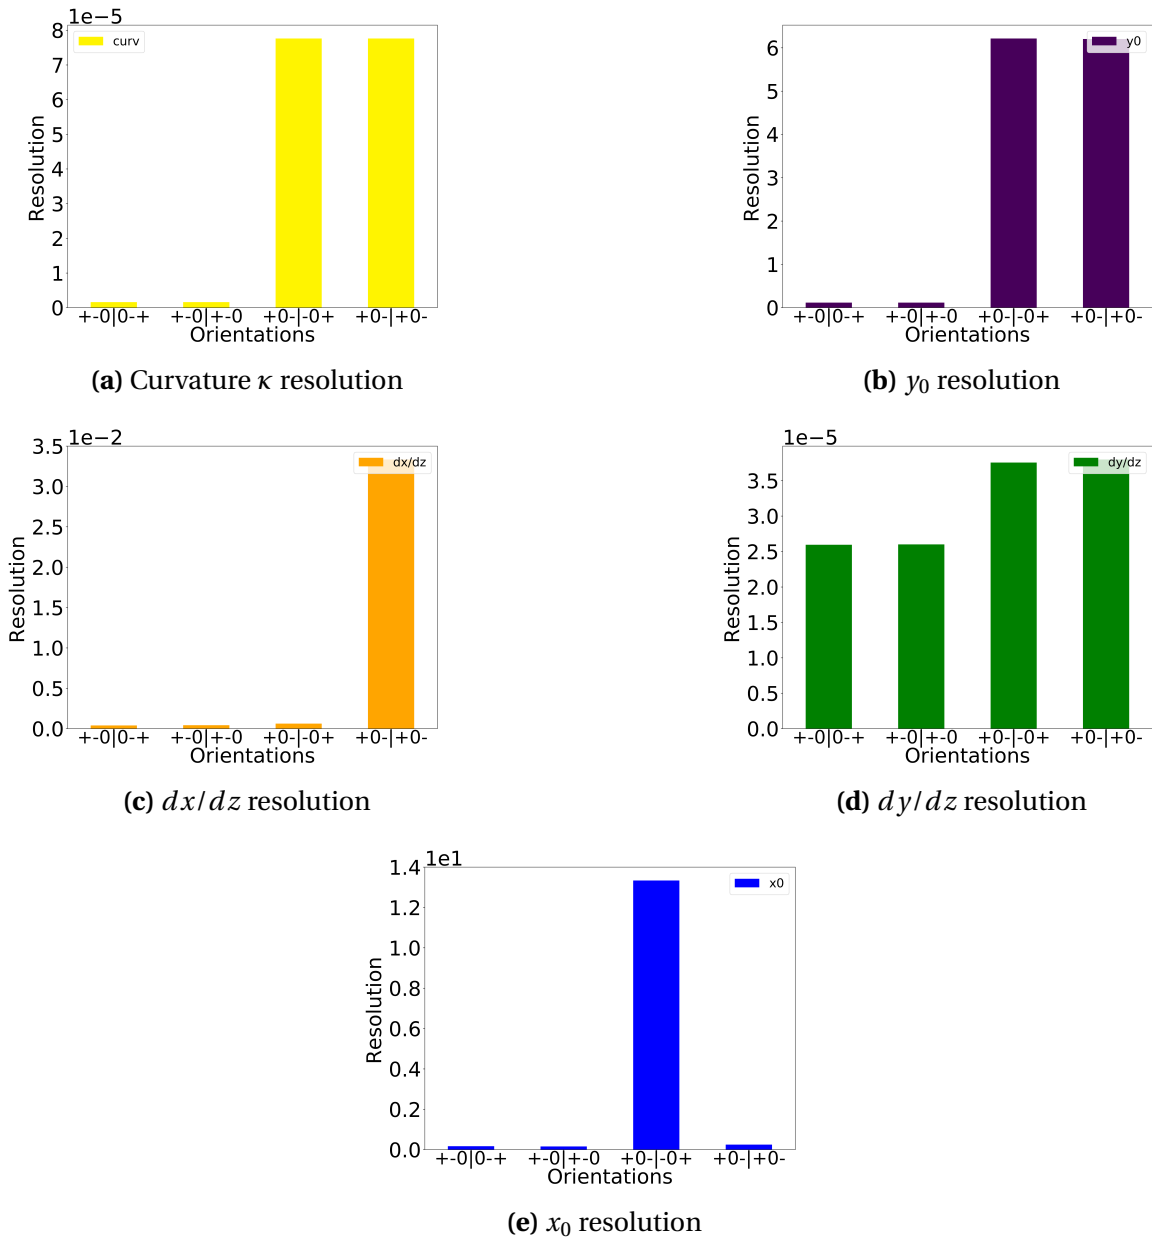 1e−5
8
7
6
5
4
3
2
1
0
Resolution
curv
+-0|0-+ +-0|+-0 +0-|-0+ +0-|+0-
Orientations
(a) Curvature κ resolution
6
5
4
3
2
1
0
Resolution
y0
+-0|0-+ +-0|+-0 +0-|-0+ +0-|+0-
Orientations
(b) y₀ resolution
1e−2
3.5
3.0
2.5
2.0
1.5
1.0
0.5
0.0
Resolution
dx/dz
+-0|0-+ +-0|+-0 +0-|-0+ +0-|+0-
Orientations
(c) dx/dz resolution
1e−5
3.5
3.0
2.5
2.0
1.5
1.0
0.5
0.0
Resolution
dy/dz
+-0|0-+ +-0|+-0 +0-|-0+ +0-|+0-
Orientations
(d) dy/dz resolution
1e1
1.4
1.2
1.0
0.8
0.6
0.4
0.2
0.0
Resolution
x0
+-0|0-+ +-0|+-0 +0-|-0+ +0-|+0-
Orientations
(e) x₀ resolution